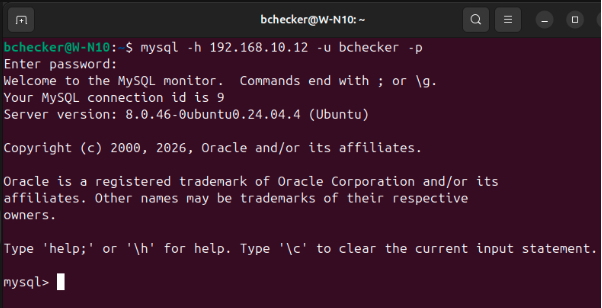 bchecker@W-N10: ~
bchecker@W-N10:~$ mysql -h 192.168.10.12 -u bchecker -p
Enter password:
Welcome to the MySQL monitor.  Commands end with ; or \g.
Your MySQL connection id is 9
Server version: 8.0.46-0ubuntu0.24.04.4 (Ubuntu)

Copyright (c) 2000, 2026, Oracle and/or its affiliates.

Oracle is a registered trademark of Oracle Corporation and/or its
affiliates. Other names may be trademarks of their respective
owners.

Type 'help;' or '\h' for help. Type '\c' to clear the current input statement.

mysql>